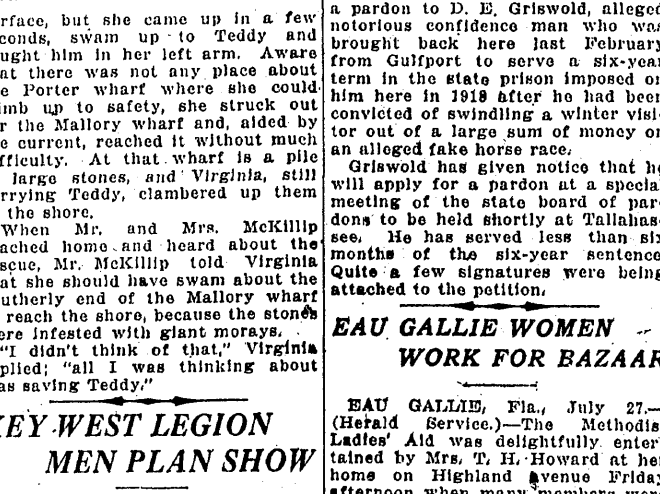 rface, but she came up in a few
conds, swam up to Teddy and
ught him in her left arm. Aware
at there was not any place about
e Porter wharf where she could
imb up to safety, she struck out
r the Mallory wharf and, aided by
e current, reached it without much
fficulty. At that wharf is a pile
large stones, and Virginia, still
rrying Teddy, clambered up them
the shore.
When Mr. and Mrs. McKillip
ached home and heard about the
scue, Mr. McKillip told Virginia
at she should have swam about the
utherly end of the Mallory wharf
reach the shore, because the stones
ere infested with giant morays.
"I didn't think of that," Virginia
plied; "all I was thinking about
as saving Teddy."
KEY WEST LEGION
MEN PLAN SHOW
a pardon to D. E. Griswold, alleged
notorious confidence man who was
brought back here last February
from Gulfport to serve a six-year
term in the state prison imposed on
him here in 1918 after he had been
convicted of swindling a winter visi-
tor out of a large sum of money on
an alleged fake horse race.
Griswold has given notice that he
will apply for a pardon at a special
meeting of the state board of par-
dons to be held shortly at Tallahas-
see. He has served less than six
months of the six-year sentence.
Quite a few signatures were being
attached to the petition.
EAU GALLIE WOMEN
WORK FOR BAZAAR
EAU GALLIE, Fla., July 27.—
(Herald Service.)—The Methodis
Ladies' Aid was delightfully enter-
tained by Mrs. T. H. Howard at her
home on Highland Avenue Friday
afternoon when many members were